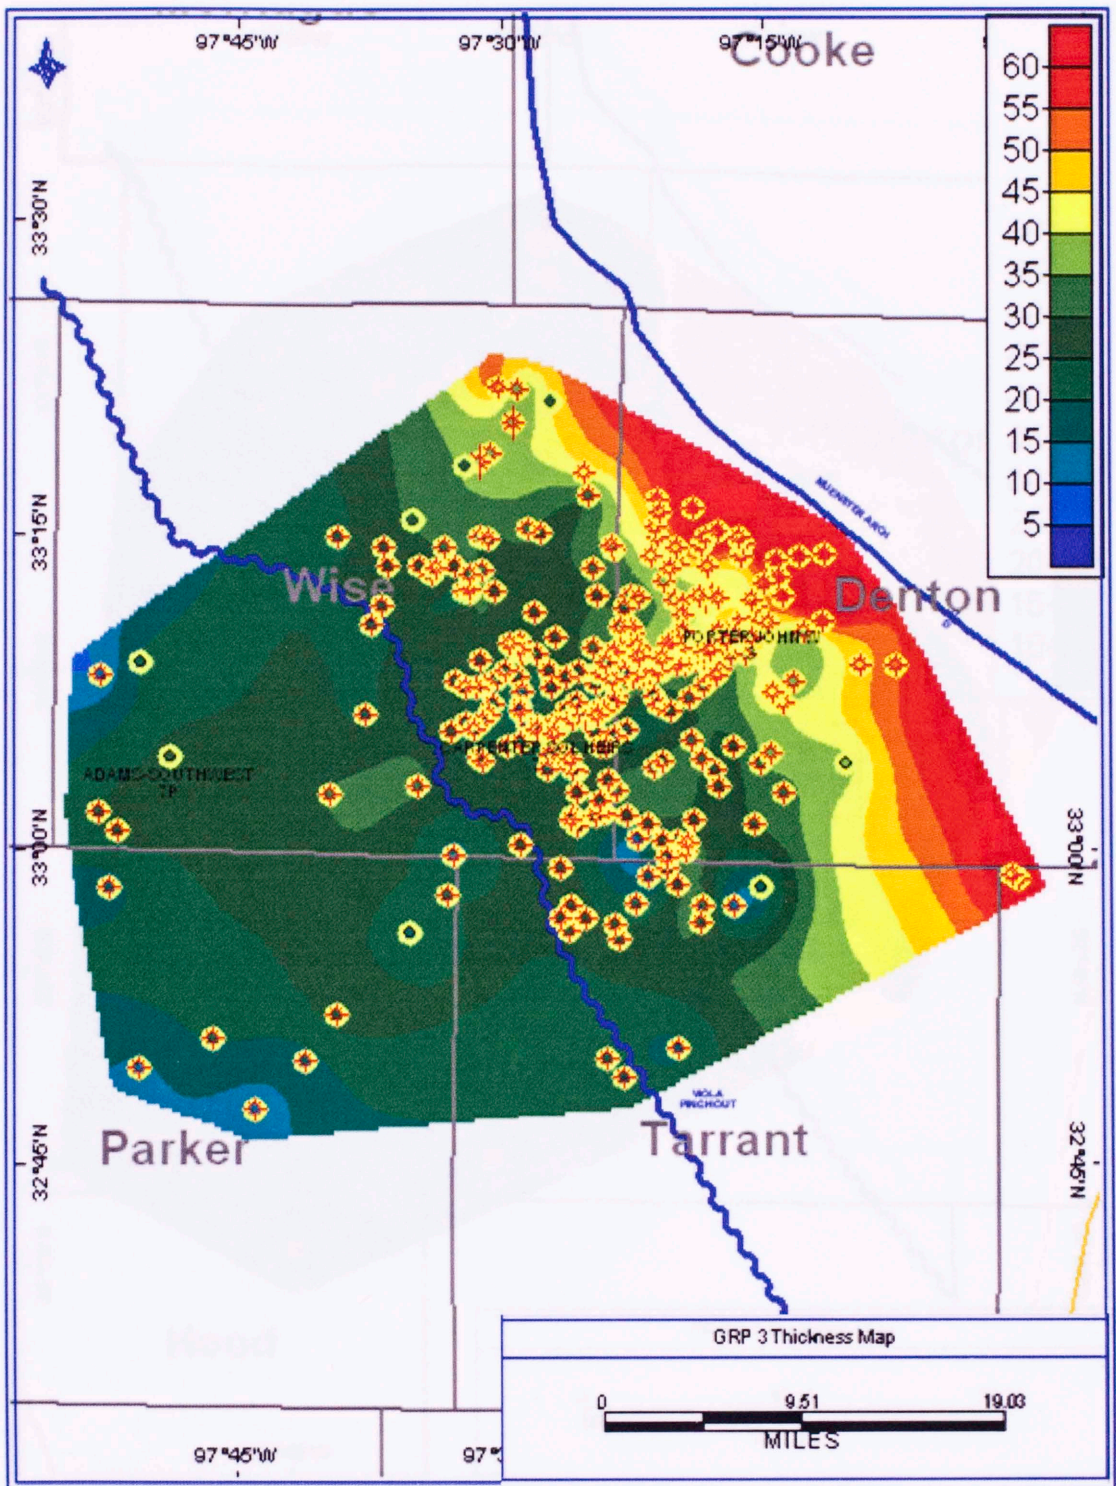 97°45'W
97°30'W
97°15'W
Cooke
60
55
50
45
40
35
30
25
20
15
10
5
33°30'N
33°15'N
MUENSTER ARCH
Wise
Denton
ADAMS-SOUTHWEST
33°00'N
33°00'N
VIOLA
PINCHOUT
Parker
Tarrant
32°45'N
32°45'N
Hood
GRP 3 Thickness Map
0 9.51 19.03
MILES
97°45'W